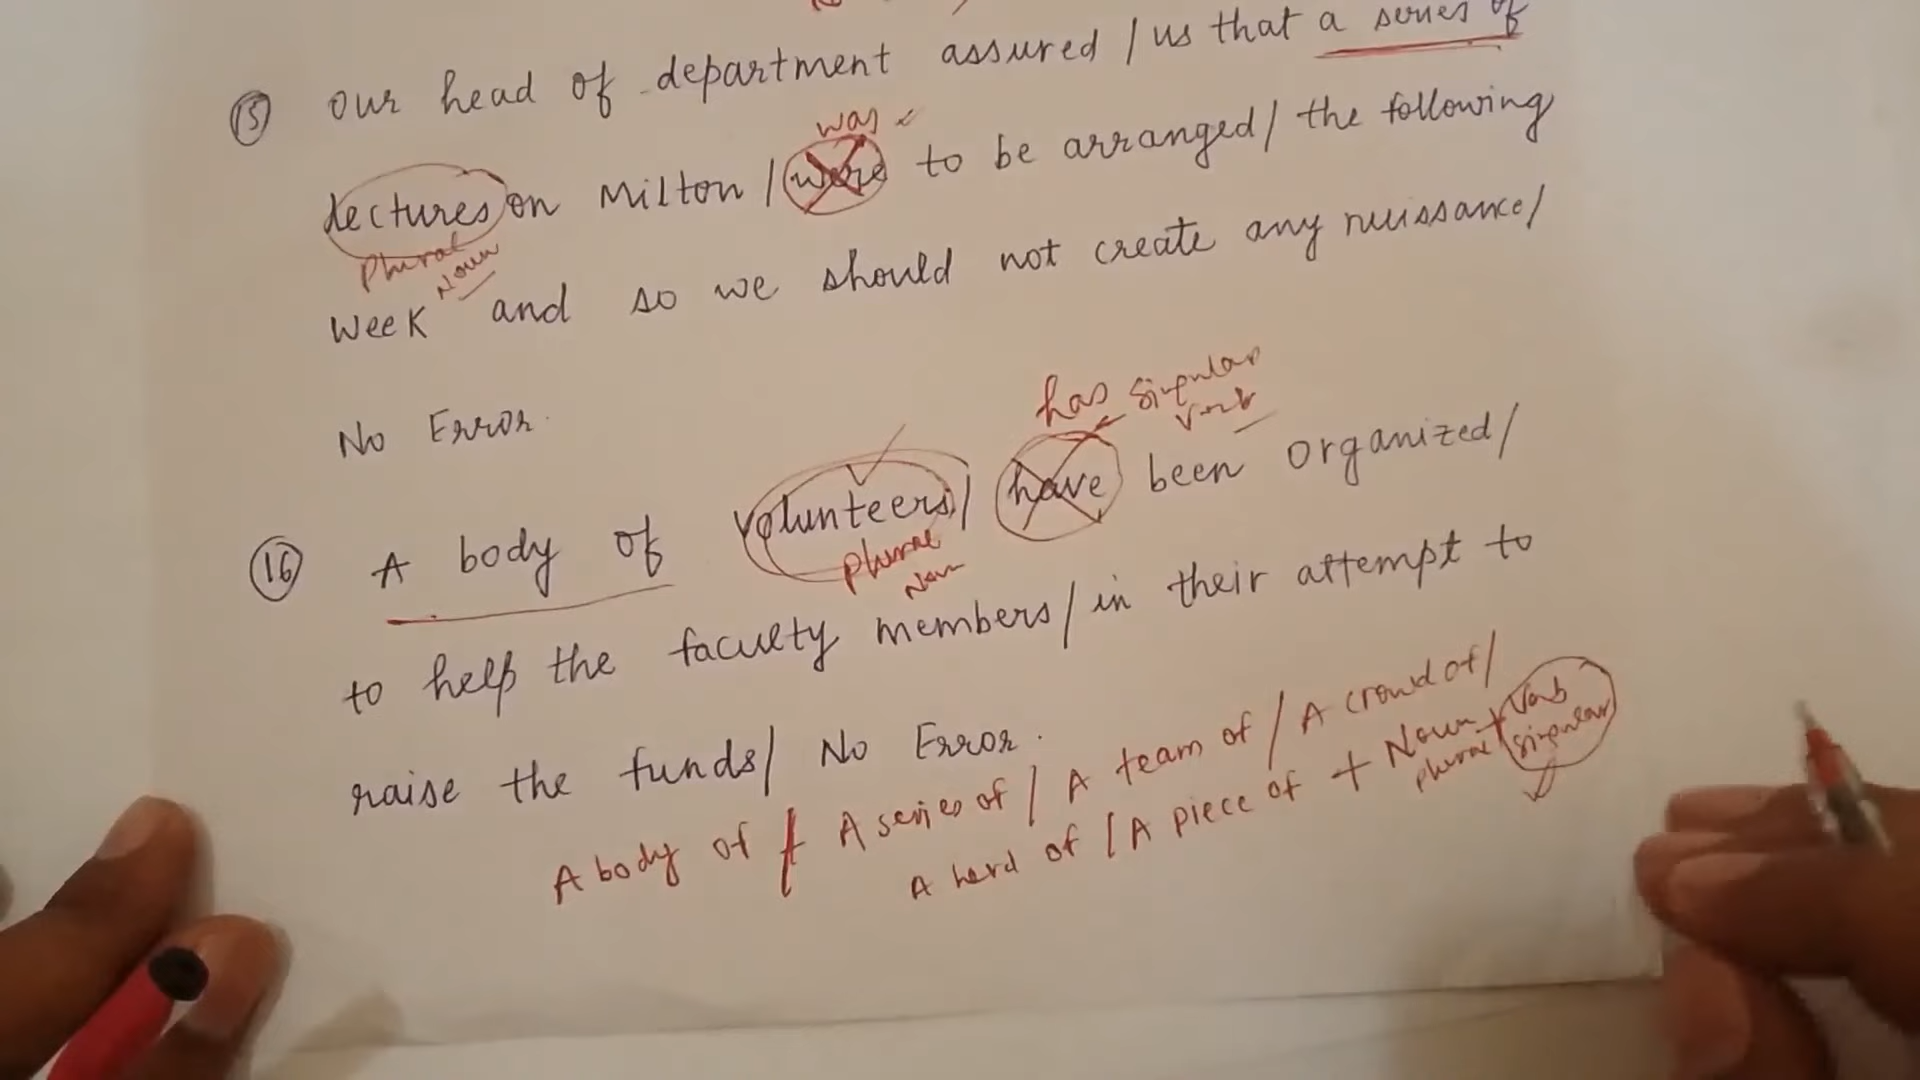 (15) Our head of department assured / us that a series of
was
lectures on Milton / were to be arranged / the following
Plural
Noun
week and so we should not create any nuissance /
No Error.
has singular
verb
(16) A body of volunteers / have been organized /
Plural
Noun
to help the faculty members / in their attempt to
raise the funds / No Error.
A body of / A series of / A team of / A crowd of /
A herd of / A piece of + Noun plural + Verb singular